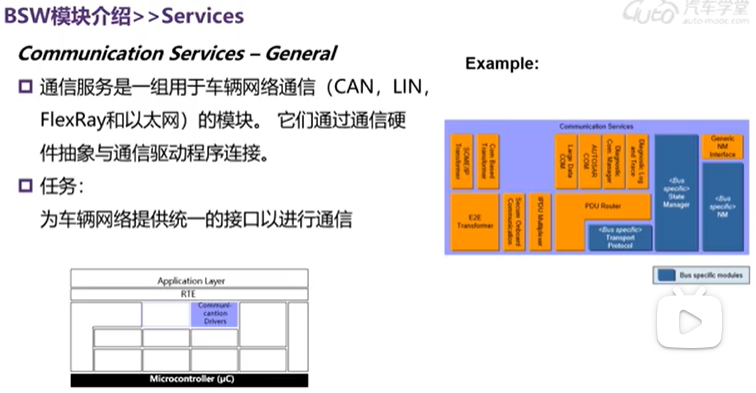 BSW模块介绍>>Services
汽车学堂
auto-mooc.com
Communication Services – General
Example:
通信服务是一组用于车辆网络通信（CAN，LIN，
FlexRay和以太网）的模块。 它们通过通信硬
件抽象与通信驱动程序连接。
任务：
为车辆网络提供统一的接口以进行通信
Communication Services
SOME/IP
Transformer
Com Based
Transformer
Large Data
COM
AUTOSAR
COM
Diagnostic
Com. Manager
Diagnostic Log
and Trace
<Bus
specific>
State
Manager
Generic
NM
Interface
E2E
Transformer
Secure Onboard
Communication
IPDU Multiplexer
PDU Router
<Bus specific>
Transport
Protocol
<Bus
specific>
NM
Bus specific modules
Application Layer
RTE
Communi-
cantion
Drivers
Microcontroller (µC)